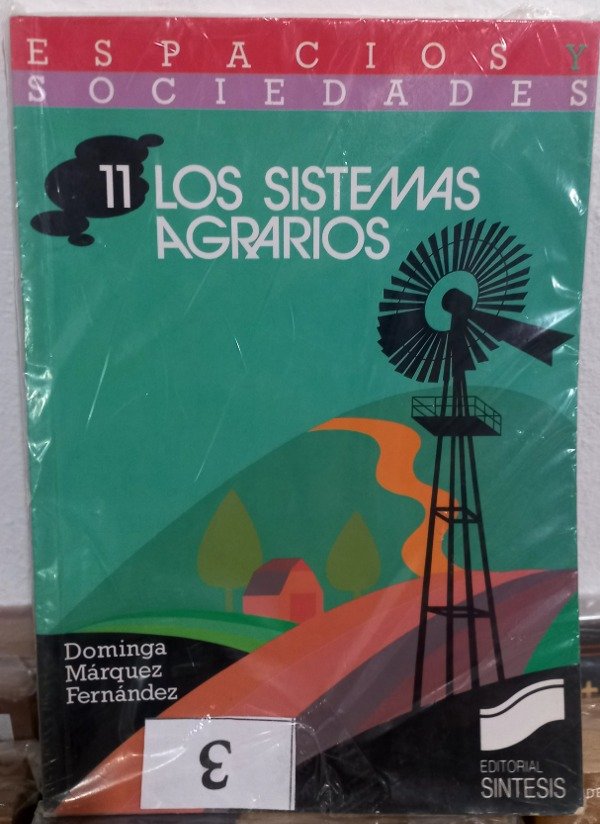 ESPACIOS Y
SOCIEDADES
11 LOS SISTEMAS
AGRARIOS
Dominga
Márquez
Fernández
3
EDITORIAL
SINTESIS